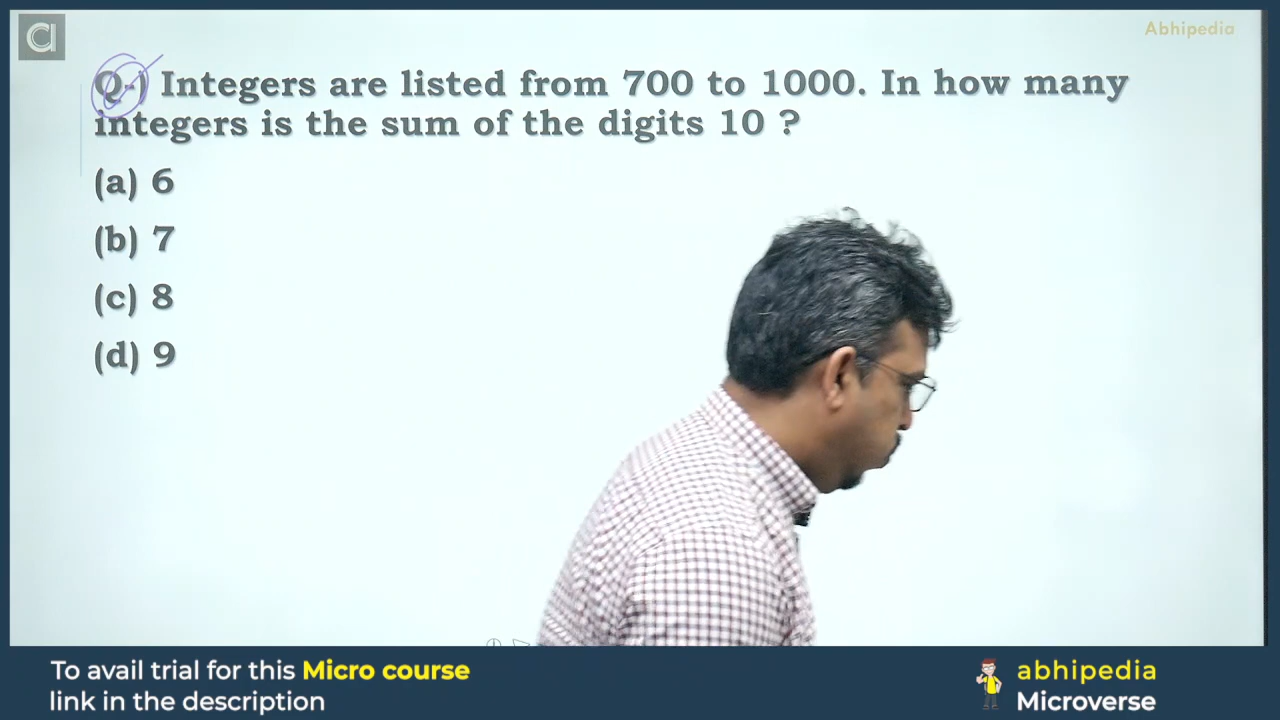 Abhipedia
Q-) Integers are listed from 700 to 1000. In how many
integers is the sum of the digits 10 ?
(a) 6
(b) 7
(c) 8
(d) 9
To avail trial for this Micro course
link in the description
abhipedia
Microverse